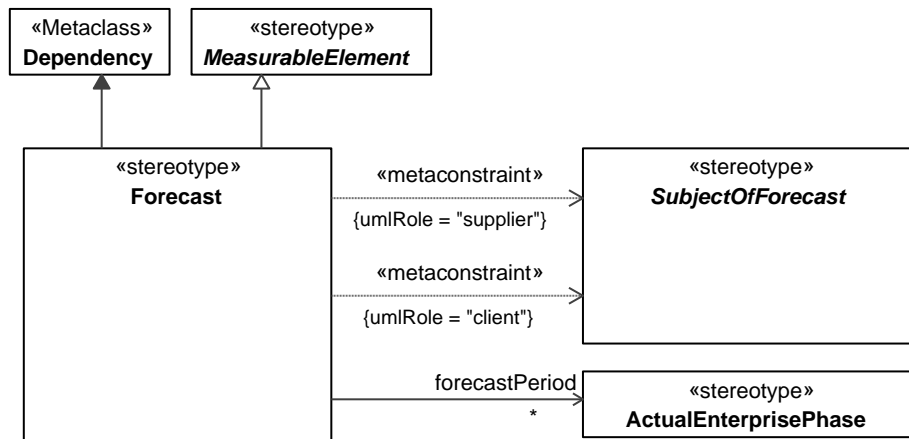 «Metaclass»
Dependency
«stereotype»
MeasurableElement
«stereotype»
Forecast
«metaconstraint»
{umlRole = "supplier"}
«metaconstraint»
{umlRole = "client"}
forecastPeriod
*
«stereotype»
SubjectOfForecast
«stereotype»
ActualEnterprisePhase